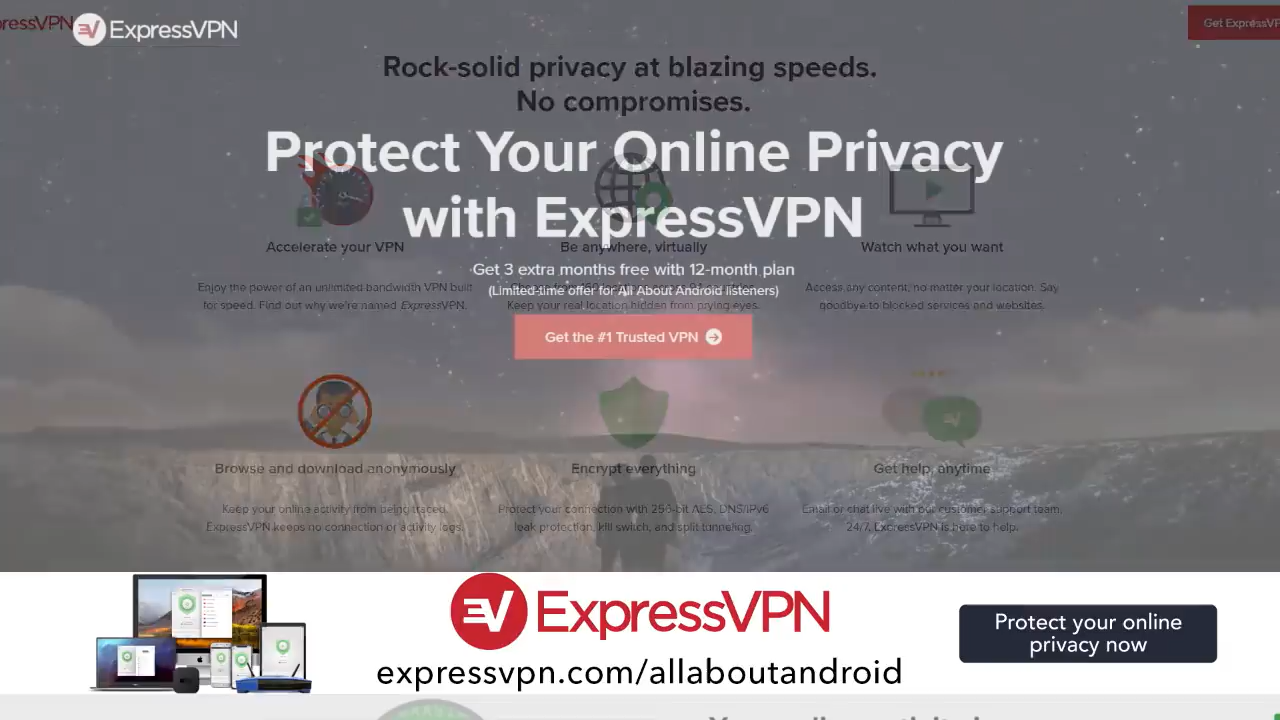 pressVPN
EV ExpressVPN
Get ExpressVP
Rock-solid privacy at blazing speeds.
No compromises.
Protect Your Online Privacy
with ExpressVPN
Accelerate your VPN
Be anywhere, virtually
Watch what you want
Get 3 extra months free with 12-month plan
(Limited-time offer for All About Android listeners)
Enjoy the power of an unlimited bandwidth VPN built
for speed. Find out why we're named ExpressVPN.
Keep your real location hidden from prying eyes.
Access any content, no matter your location. Say
goodbye to blocked services and websites.
Get the #1 Trusted VPN
Browse and download anonymously
Encrypt everything
Get help, anytime
Keep your online activity from being traced.
ExpressVPN keeps no connection or activity logs.
Protect your connection with 256-bit AES, DNS/IPv6
leak protection, kill switch, and split tunneling.
Email or chat live with our customer support team.
24/7, ExpressVPN is here to help.
EV ExpressVPN
expressvpn.com/allaboutandroid
Protect your online
privacy now